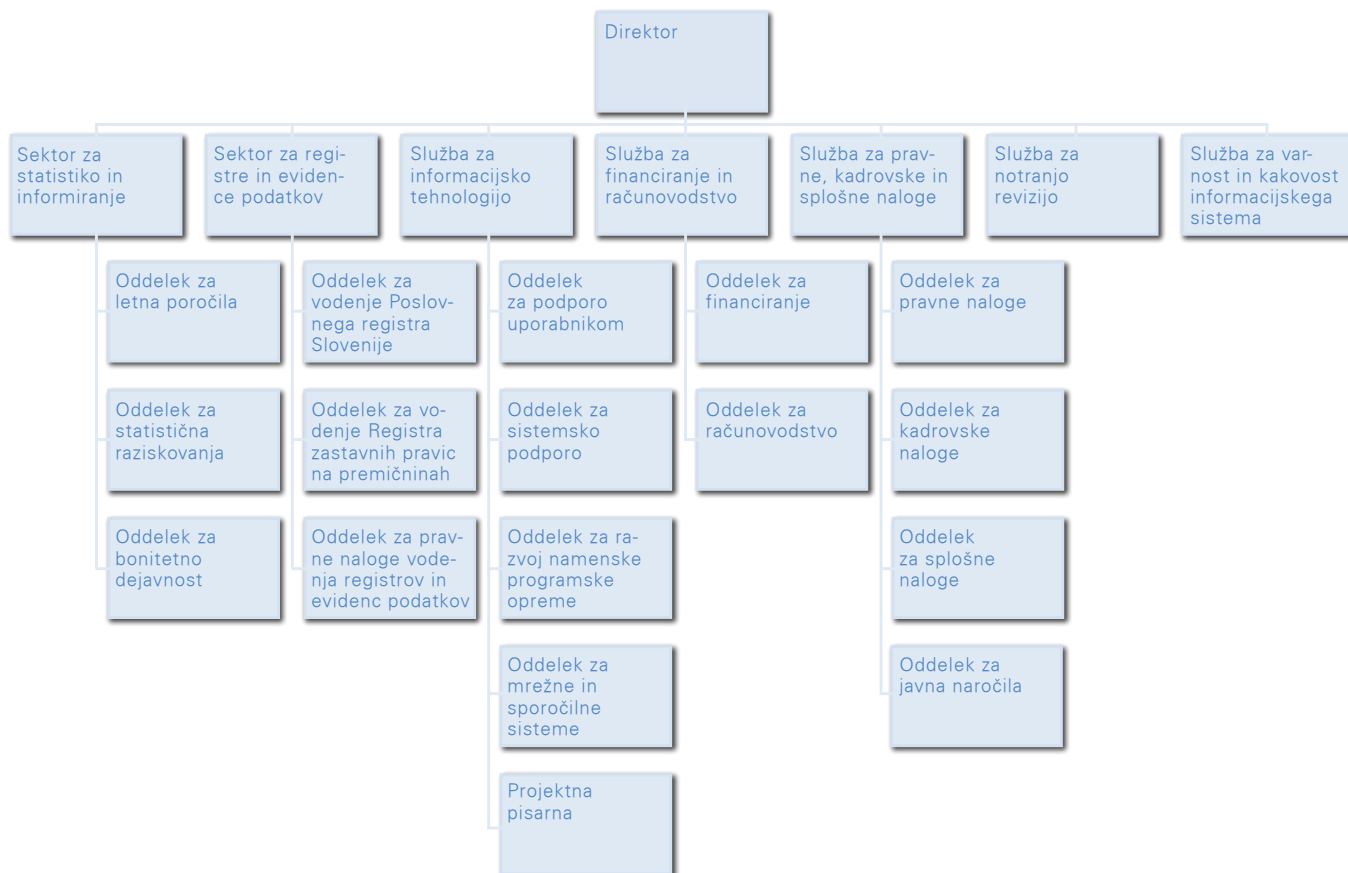 Direktor
Sektor za
statistiko in
informiranje
Sektor za regi-
stre in eviden-
ce podatkov
Služba za
informacijsko
tehnologijo
Služba za
financiranje in
računovodstvo
Služba za prav-
ne, kadrovske in
splošne naloge
Služba za
notranjo
revizijo
Služba za var-
nost in kakovost
informacijskega
sistema
Oddelek za
letna poročila
Oddelek za
statistična
raziskovanja
Oddelek za
bonitetno
dejavnost
Oddelek za
vodenje Poslov-
nega registra
Slovenije
Oddelek za vo-
denje Registra
zastavnih pravic
na premičninah
Oddelek za prav-
ne naloge vode-
nja registrov in
evidenc podatkov
Oddelek
za podporo
uporabnikom
Oddelek za
sistemsko
podporo
Oddelek za ra-
zvoj namenske
programske
opreme
Oddelek za
mrežne in
sporočilne
sisteme
Projektna
pisarna
Oddelek za
financiranje
Oddelek za
računovodstvo
Oddelek za
pravne naloge
Oddelek za
kadrovske
naloge
Oddelek
za splošne
naloge
Oddelek za
javna naročila